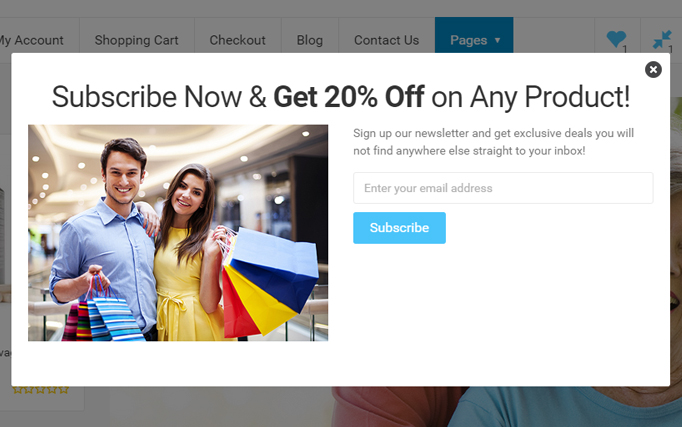 My Account
Shopping Cart
Checkout
Blog
Contact Us
Pages
1
1
Subscribe Now & Get 20% Off on Any Product!
Sign up our newsletter and get exclusive deals you will
not find anywhere else straight to your inbox!
Enter your email address
Subscribe